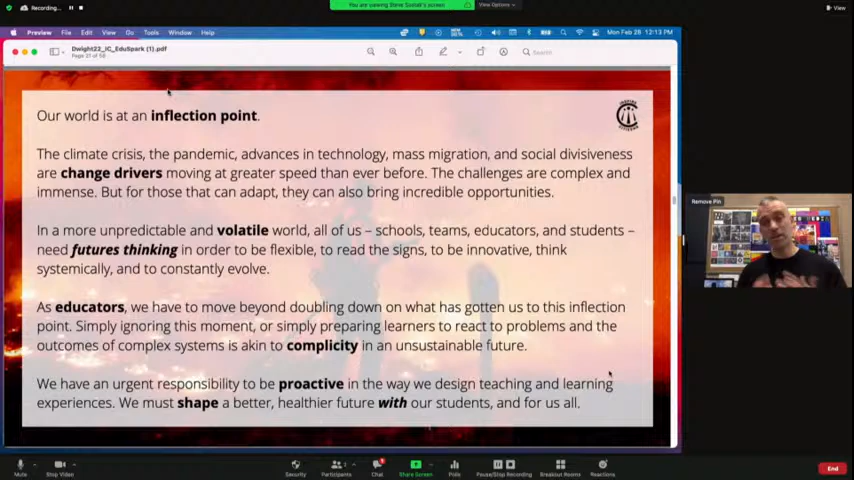 Recording...
You are viewing Steve Sostak's screen
View Options
View
Preview File Edit View Go Tools Window Help
Mon Feb 28 12:13 PM
Dwight22_IC_EduSpark (1).pdf
Page 31 of 58
Search
Our world is at an inflection point.
INSPIRE
CITIZENS
The climate crisis, the pandemic, advances in technology, mass migration, and social divisiveness
are change drivers moving at greater speed than ever before. The challenges are complex and
immense. But for those that can adapt, they can also bring incredible opportunities.
In a more unpredictable and volatile world, all of us – schools, teams, educators, and students –
need futures thinking in order to be flexible, to read the signs, to be innovative, think
systemically, and to constantly evolve.
As educators, we have to move beyond doubling down on what has gotten us to this inflection
point. Simply ignoring this moment, or simply preparing learners to react to problems and the
outcomes of complex systems is akin to complicity in an unsustainable future.
We have an urgent responsibility to be proactive in the way we design teaching and learning
experiences. We must shape a better, healthier future with our students, and for us all.
Remove Pin
Mute
Stop Video
Security
Participants
Chat
Share Screen
Polls
Pause/Stop Recording
Breakout Rooms
Reactions
End